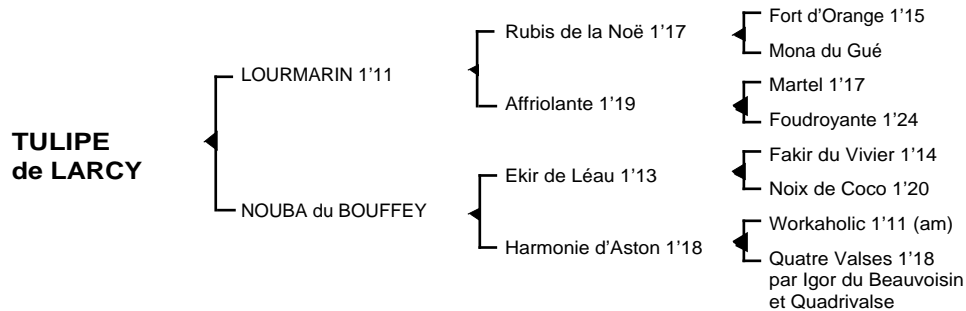 TULIPE
de LARCY
LOURMARIN 1’11
NOUBA du BOUFFEY
Rubis de la Noë 1’17
Affriolante 1’19
Ekir de Léau 1’13
Harmonie d’Aston 1’18
Fort d’Orange 1’15
Mona du Gué
Martel 1’17
Foudroyante 1’24
Fakir du Vivier 1’14
Noix de Coco 1’20
Workaholic 1’11 (am)
Quatre Valses 1’18
par Igor du Beauvoisin
et Quadrivalse